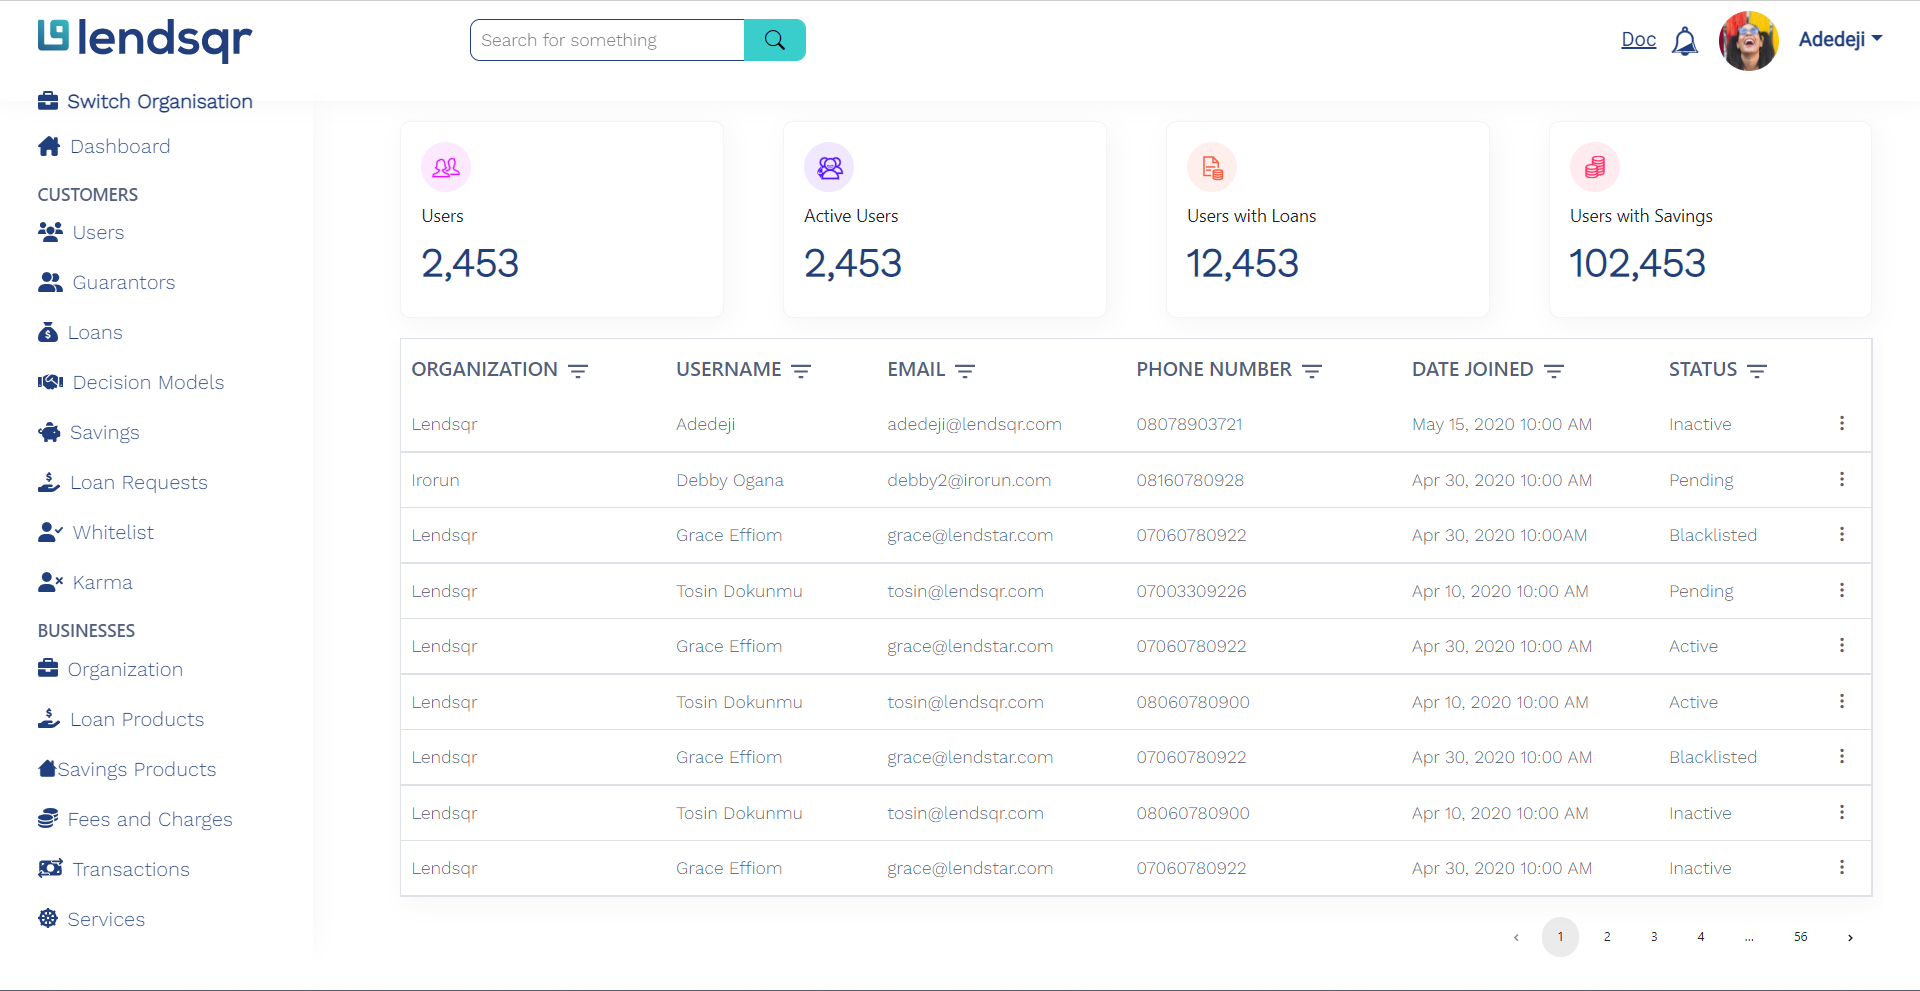 lendsqr
Search for something
Doc
Adedeji
Switch Organisation
Dashboard
CUSTOMERS
Users
Guarantors
Loans
Decision Models
Savings
Loan Requests
Whitelist
Karma
BUSINESSES
Organization
Loan Products
Savings Products
Fees and Charges
Transactions
Services
Users
2,453
Active Users
2,453
Users with Loans
12,453
Users with Savings
102,453
ORGANIZATION USERNAME EMAIL PHONE NUMBER DATE JOINED STATUS
Lendsqr Adedeji adedeji@lendsqr.com 08078903721 May 15, 2020 10:00 AM Inactive
Irorun Debby Ogana debby2@irorun.com 08160780928 Apr 30, 2020 10:00 AM Pending
Lendsqr Grace Effiom grace@lendstar.com 07060780922 Apr 30, 2020 10:00AM Blacklisted
Lendsqr Tosin Dokunmu tosin@lendsqr.com 07003309226 Apr 10, 2020 10:00 AM Pending
Lendsqr Grace Effiom grace@lendstar.com 07060780922 Apr 30, 2020 10:00 AM Active
Lendsqr Tosin Dokunmu tosin@lendsqr.com 08060780900 Apr 10, 2020 10:00 AM Active
Lendsqr Grace Effiom grace@lendstar.com 07060780922 Apr 30, 2020 10:00 AM Blacklisted
Lendsqr Tosin Dokunmu tosin@lendsqr.com 08060780900 Apr 10, 2020 10:00 AM Inactive
Lendsqr Grace Effiom grace@lendstar.com 07060780922 Apr 30, 2020 10:00 AM Inactive
‹ 1 2 3 4 ... 56 ›